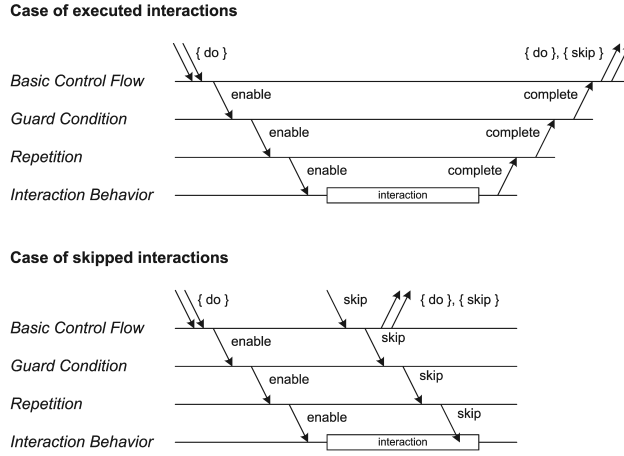 Case of executed interactions
{ do }
{ do }, { skip }
Basic Control Flow
enable
complete
Guard Condition
enable
complete
Repetition
enable
complete
Interaction Behavior
interaction
Case of skipped interactions
{ do }
skip
{ do }, { skip }
Basic Control Flow
enable
skip
Guard Condition
enable
skip
Repetition
enable
skip
Interaction Behavior
interaction